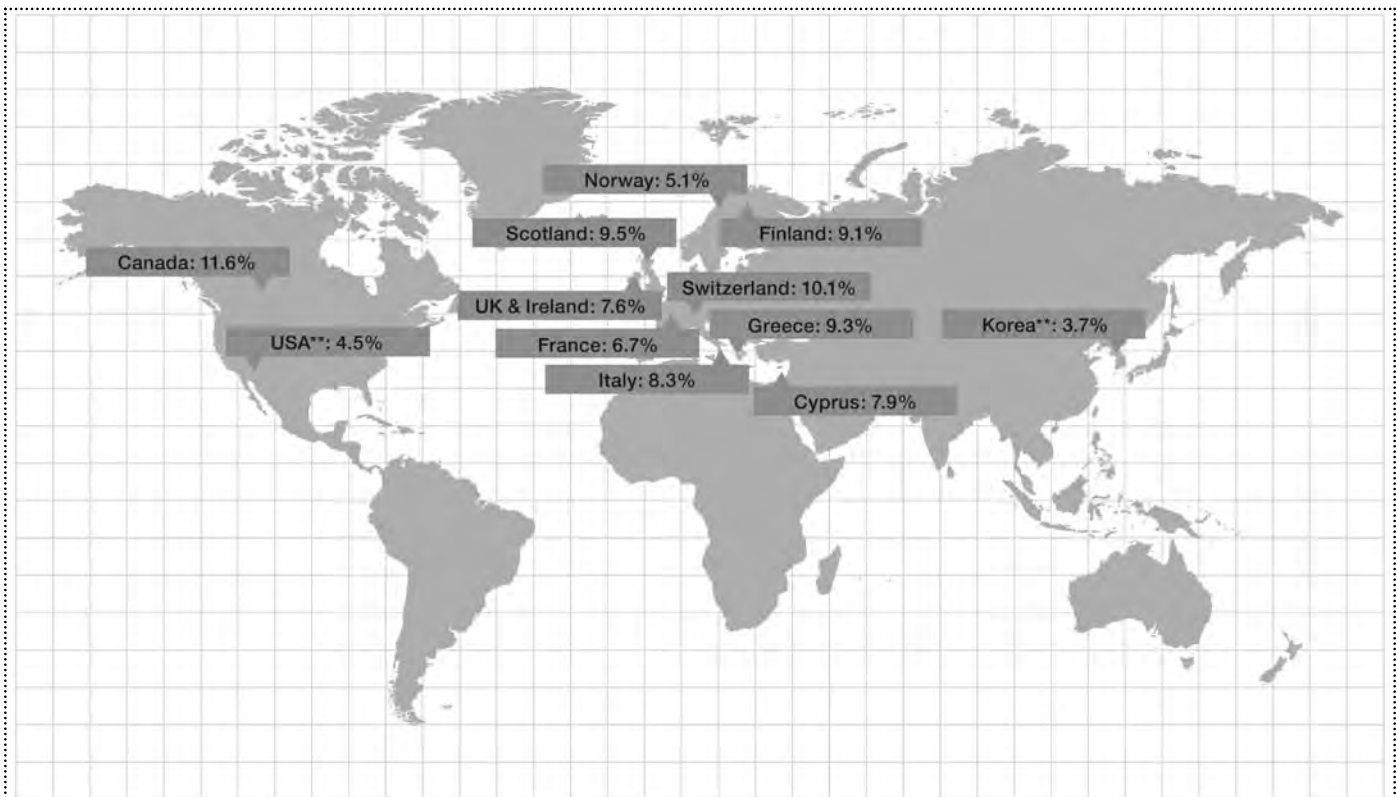 Norway: 5.1%
Scotland: 9.5%
Finland: 9.1%
Canada: 11.6%
Switzerland: 10.1%
UK & Ireland: 7.6%
Greece: 9.3%
Korea**: 3.7%
USA**: 4.5%
France: 6.7%
Italy: 8.3%
Cyprus: 7.9%